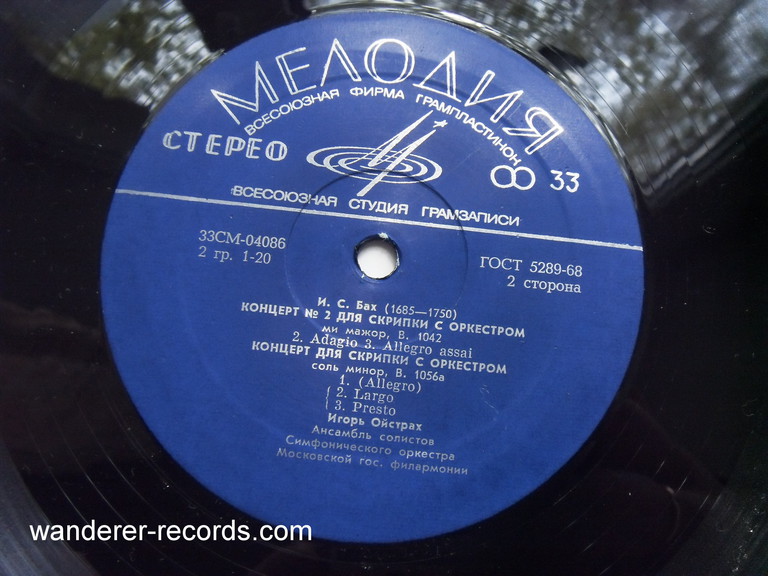 МЕЛОДИЯ
ВСЕСОЮЗНАЯ ФИРМА ГРАМПЛАСТИНОК
СТЕРЕО
33
ВСЕСОЮЗНАЯ СТУДИЯ ГРАМЗАПИСИ
33СМ-04086
2 гр. 1-20
ГОСТ 5289-68
2 сторона
И. С. Бах (1685—1750)
КОНЦЕРТ № 2 ДЛЯ СКРИПКИ С ОРКЕСТРОМ
ми мажор, В. 1042
2. Adagio 3. Allegro assai
КОНЦЕРТ ДЛЯ СКРИПКИ С ОРКЕСТРОМ
соль минор, В. 1056а
1. (Allegro)
2. Largo
3. Presto
Игорь Ойстрах
Ансамбль солистов
Симфонического оркестра
Московской гос. филармонии
wanderer-records.com